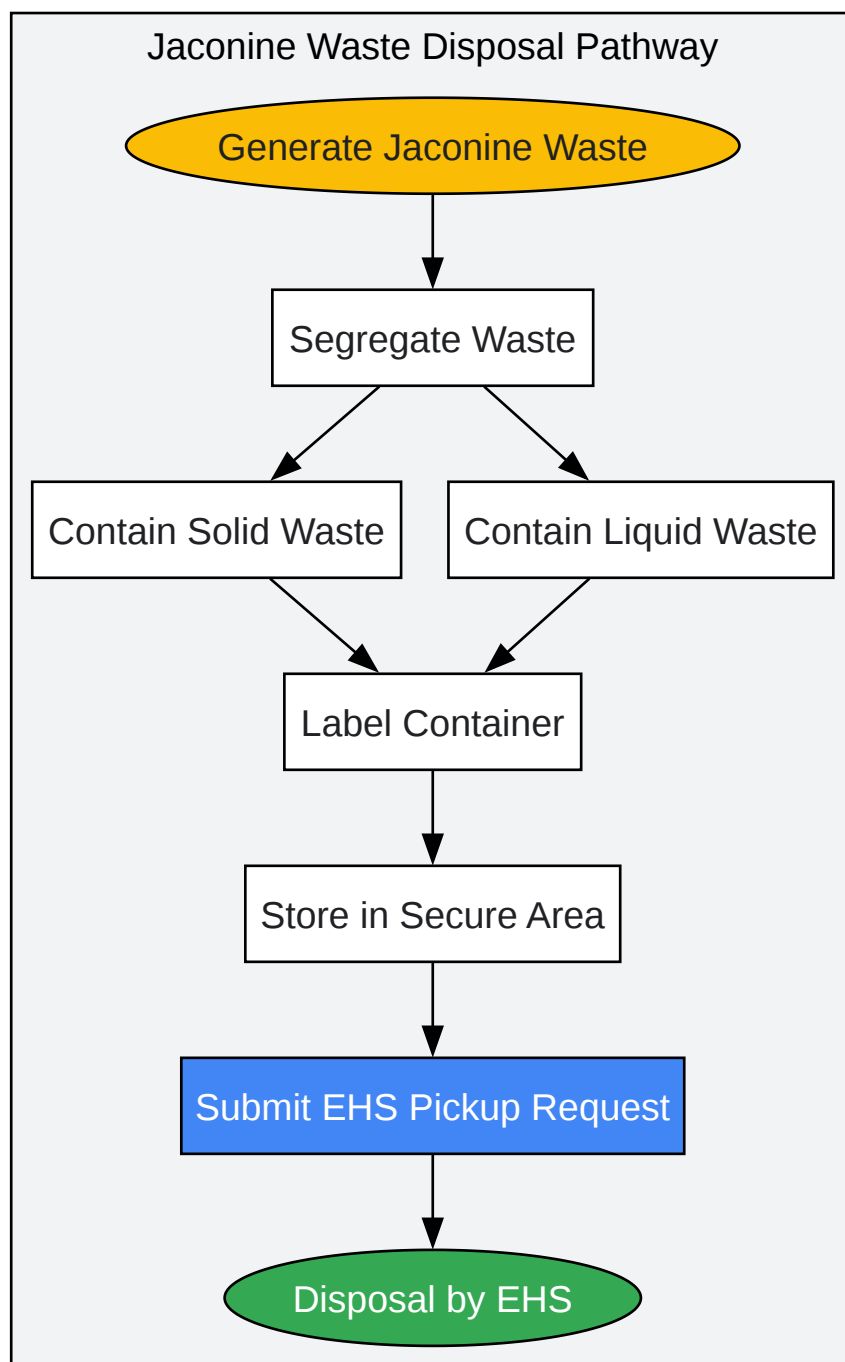 Jaconine Waste Disposal Pathway
Generate Jaconine Waste
Segregate Waste
Contain Solid Waste
Contain Liquid Waste
Label Container
Store in Secure Area
Submit EHS Pickup Request
Disposal by EHS